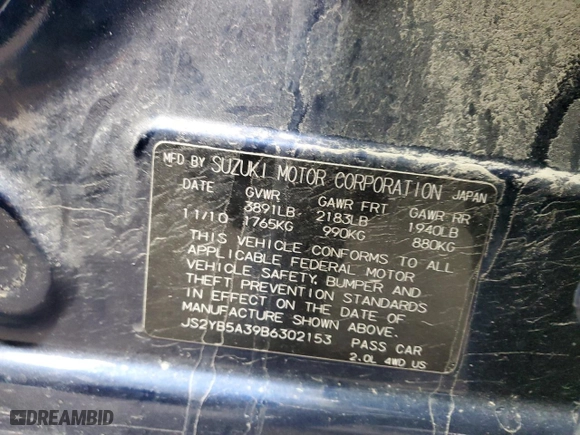 MFD BY SUZUKI MOTOR CORPORATION JAPAN
DATE GVWR GAWR FRT GAWR RR
3891LB 2183LB 1940LB
11/10 1765KG 990KG 880KG
THIS VEHICLE CONFORMS TO ALL
APPLICABLE FEDERAL MOTOR
VEHICLE SAFETY, BUMPER AND
THEFT PREVENTION STANDARDS
IN EFFECT ON THE DATE OF
MANUFACTURE SHOWN ABOVE.
JS2YB5A39B6302153 PASS CAR
2.0L 4WD US
DREAMBID